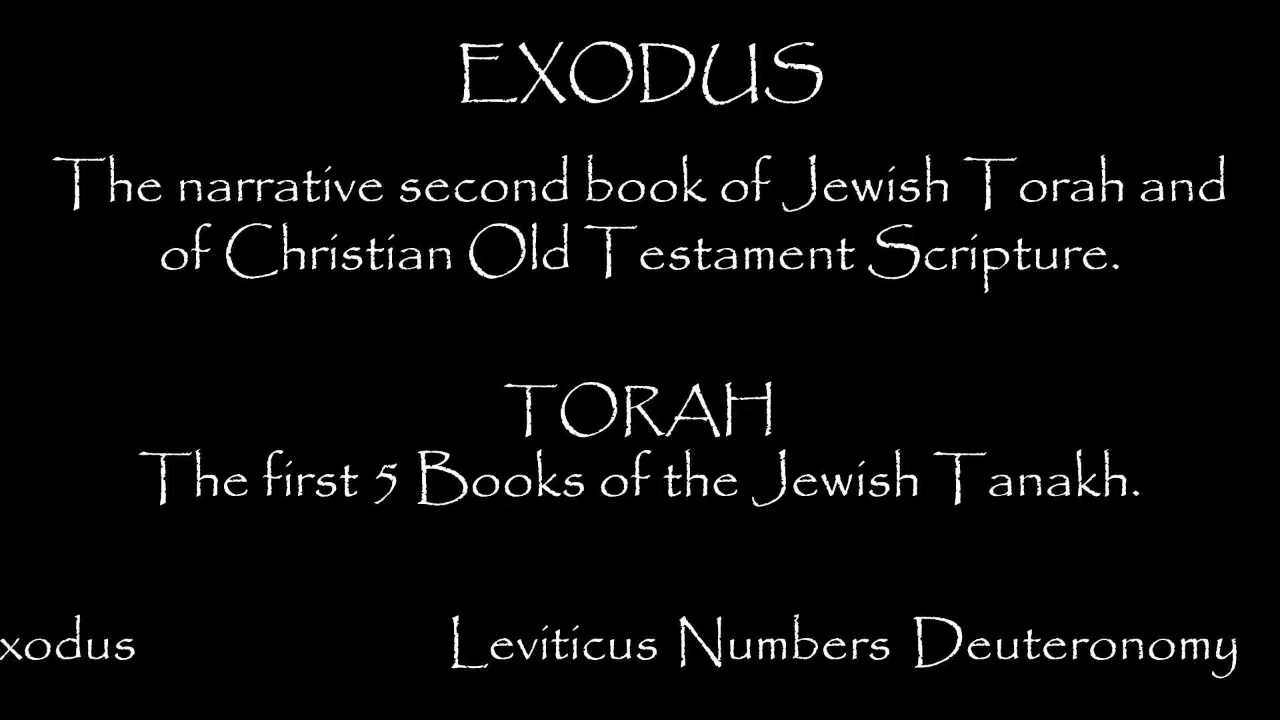 EXODUS
The narrative second book of Jewish Torah and
of Christian Old Testament Scripture.
TORAH
The first 5 Books of the Jewish Tanakh.
xodus Leviticus Numbers Deuteronomy